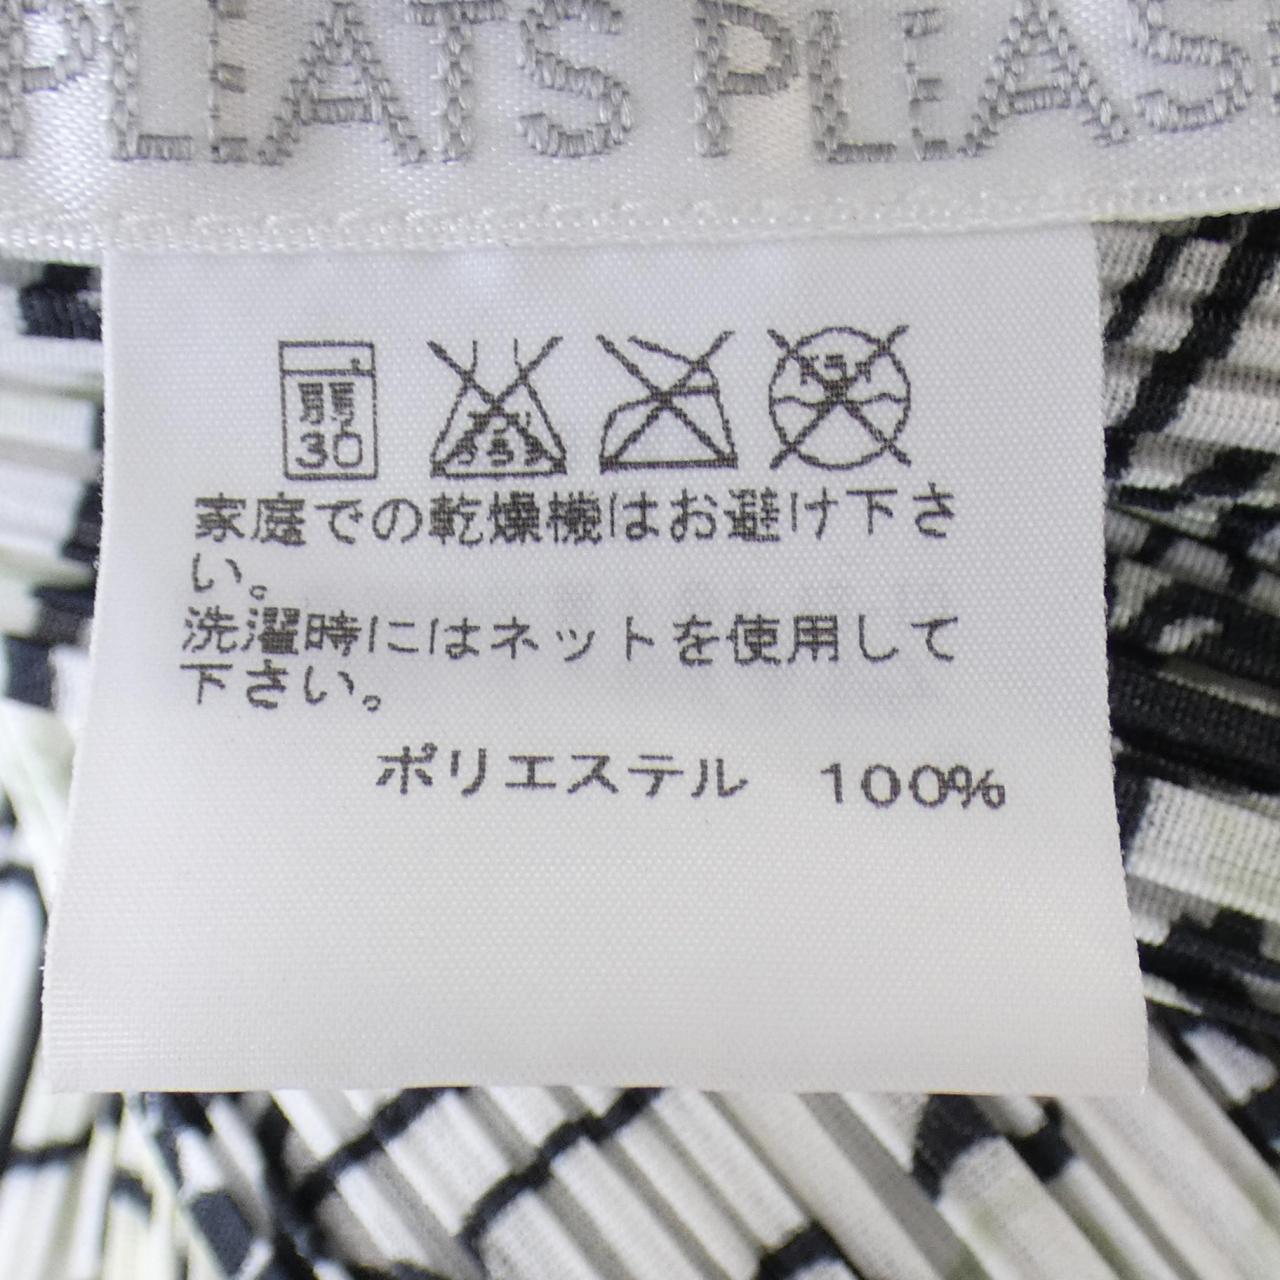 PLEATS PLEASE
弱
30
家庭での乾燥機はお避け下さ
い。
洗濯時にはネットを使用して
下さい。
ポリエステル 100%